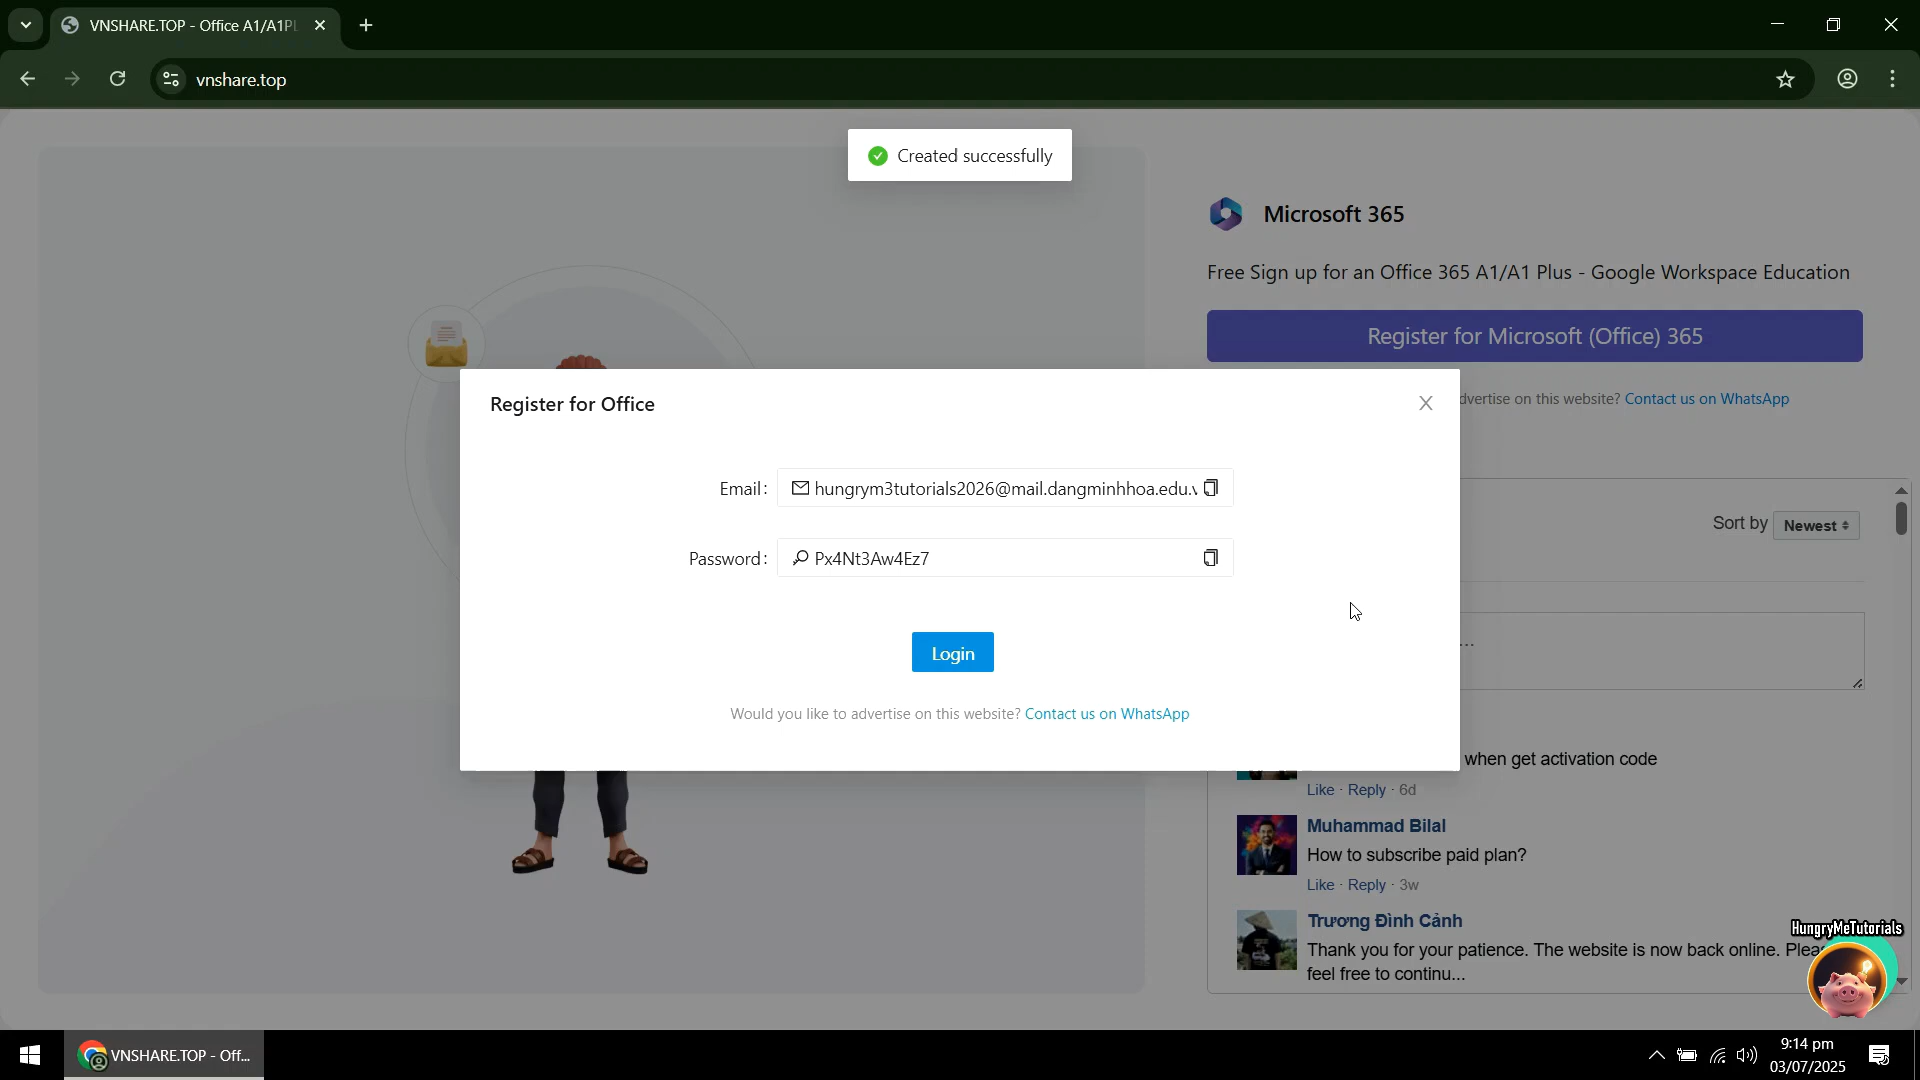 VNSHARE.TOP - Office A1/A1PL
vnshare.top
Created successfully
Microsoft 365
Free Sign up for an Office 365 A1/A1 Plus - Google Workspace Education
Register for Microsoft (Office) 365
dvertise on this website? Contact us on WhatsApp
Register for Office
Email:
hungrym3tutorials2026@mail.dangminhhoa.edu.v
Password:
Px4Nt3Aw4Ez7
Login
Would you like to advertise on this website? Contact us on WhatsApp
Sort by Newest
...
when get activation code
Like · Reply · 6d
Muhammad Bilal
How to subscribe paid plan?
Like · Reply · 3w
Trương Đình Cảnh
Thank you for your patience. The website is now back online. Plea
feel free to continu...
HungryMeTutorials
VNSHARE.TOP - Off...
9:14 pm
03/07/2025